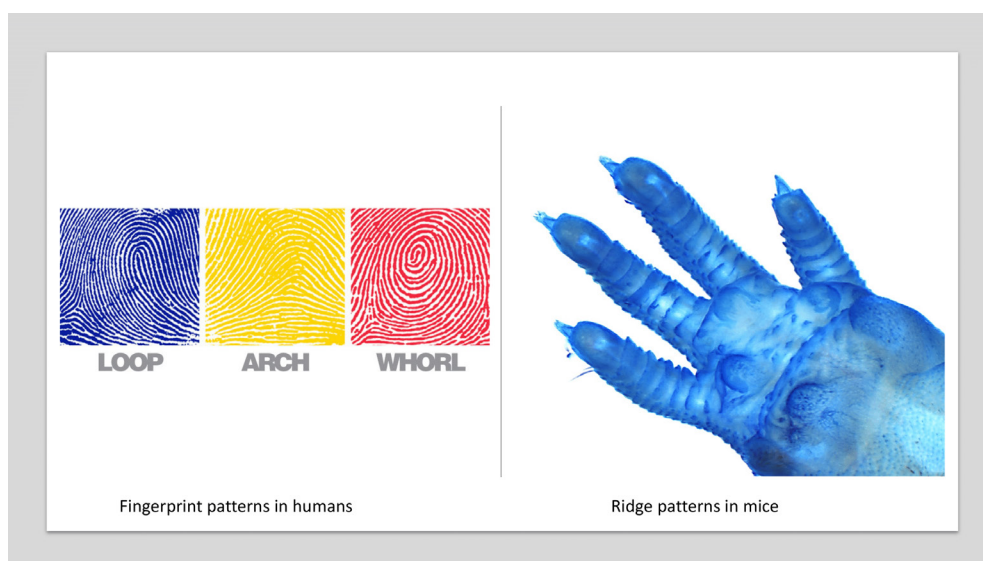 LOOP
ARCH
WHORL
Fingerprint patterns in humans
Ridge patterns in mice